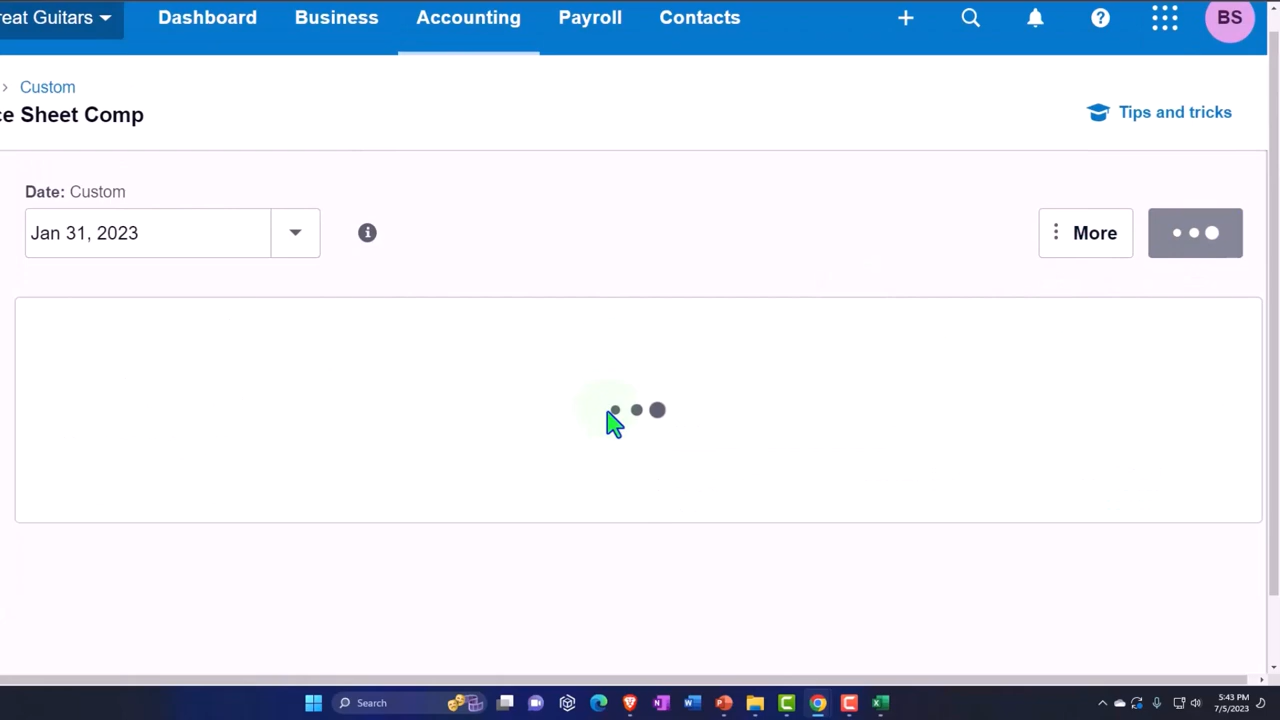 reat Guitars Dashboard Business Accounting Payroll Contacts BS
Custom
ce Sheet Comp
Tips and tricks
Date: Custom
Jan 31, 2023
More
Search
5:43 PM
7/5/2023